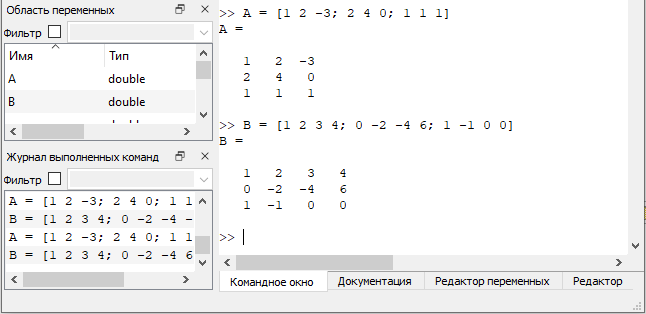 Область переменных
Фильтр
Имя Тип
A double
B double
Журнал выполненных команд
Фильтр
A = [1 2 -3; 2 4 0; 1 1
B = [1 2 3 4; 0 -2 -4 -
A = [1 2 -3; 2 4 0; 1 1
B = [1 2 3 4; 0 -2 -4 6
>> A = [1 2 -3; 2 4 0; 1 1 1]
A =
1 2 -3
2 4 0
1 1 1
>> B = [1 2 3 4; 0 -2 -4 6; 1 -1 0 0]
B =
1 2 3 4
0 -2 -4 6
1 -1 0 0
>>
Командное окно Документация Редактор переменных Редактор